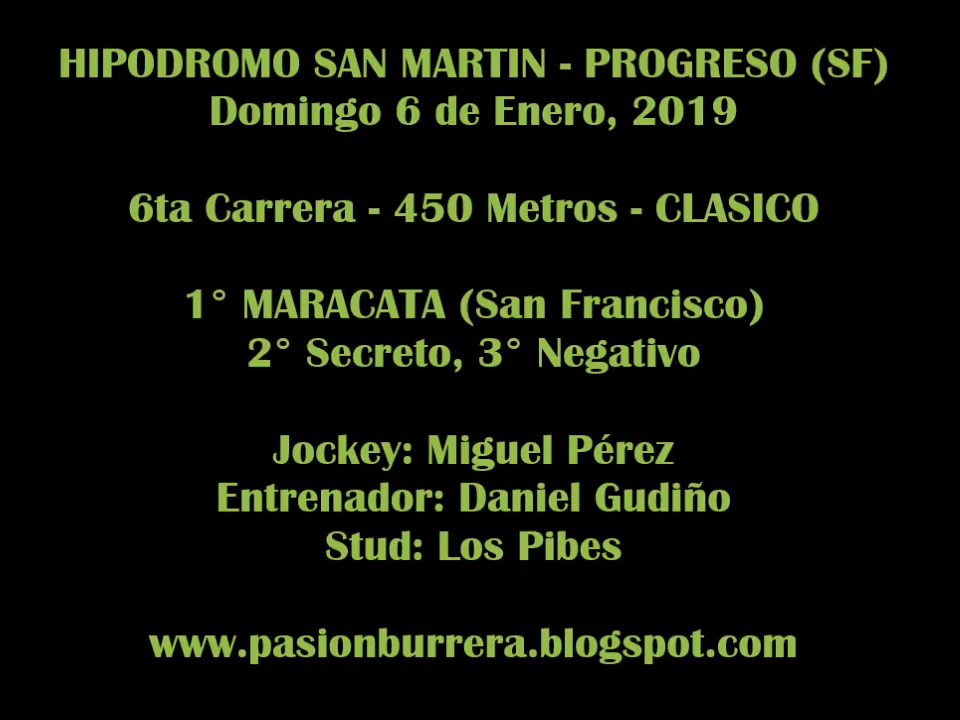 HIPODROMO SAN MARTIN - PROGRESO (SF)
Domingo 6 de Enero, 2019
6ta Carrera - 450 Metros - CLASICO
1° MARACATA (San Francisco)
2° Secreto, 3° Negativo
Jockey: Miguel Pérez
Entrenador: Daniel Gudiño
Stud: Los Pibes
www.pasionburrera.blogspot.com